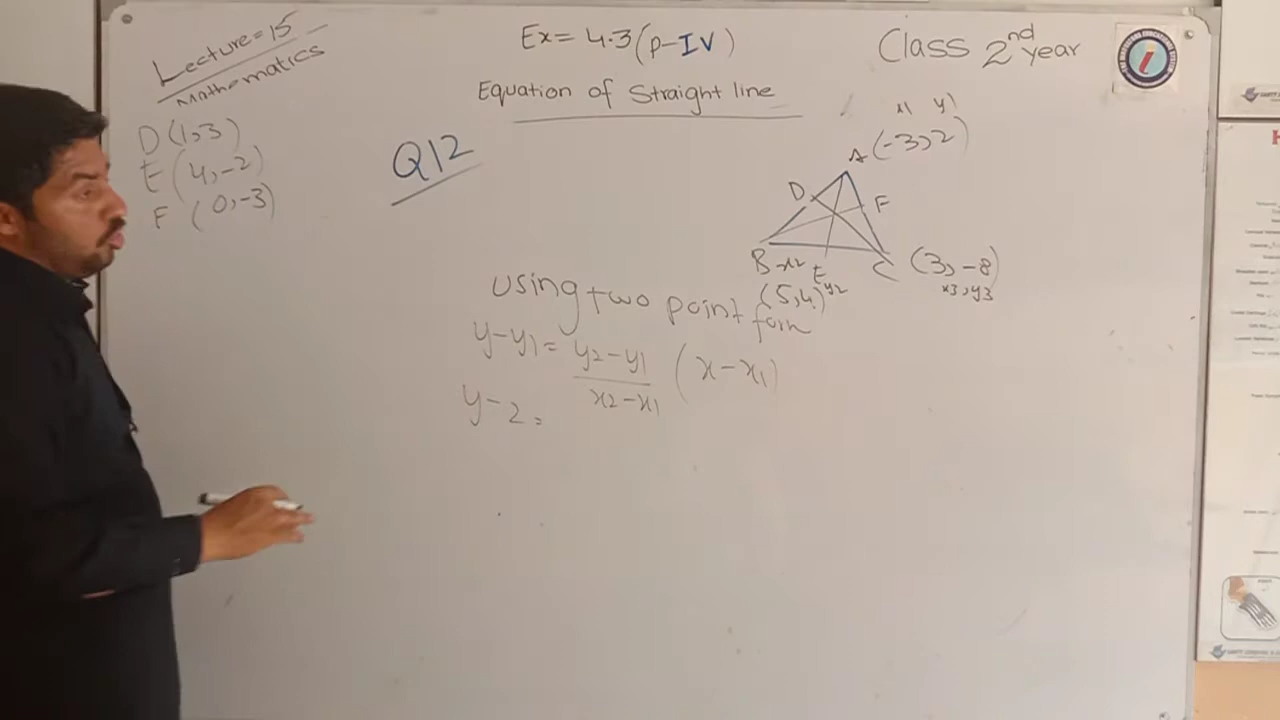 Lecture=15
Mathematics
Ex= 4.3 (P-IV)
Class 2nd year
Equation of Straight line
D(1,3)
E(4,-2)
F (0,-3)
Q12
x1 y1
A(-3,2)
D
F
B x2
E
C (3,-8)
(5,4) y2
x3,y3
using two point form
y-y1= y2-y1 / x2-x1 (x-x1)
y-2=